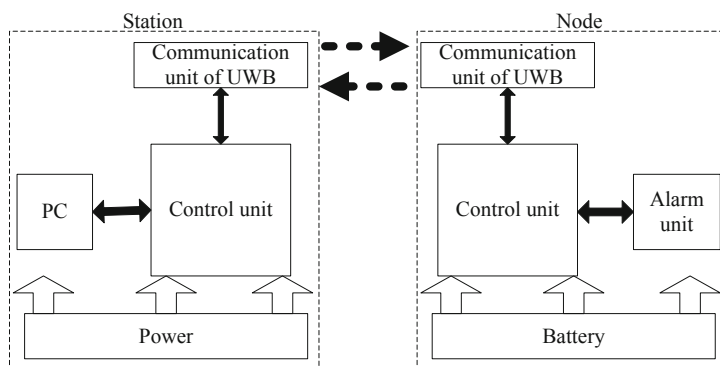 Station
Node
Communication
unit of UWB
Communication
unit of UWB
PC
Control unit
Control unit
Alarm
unit
Power
Battery